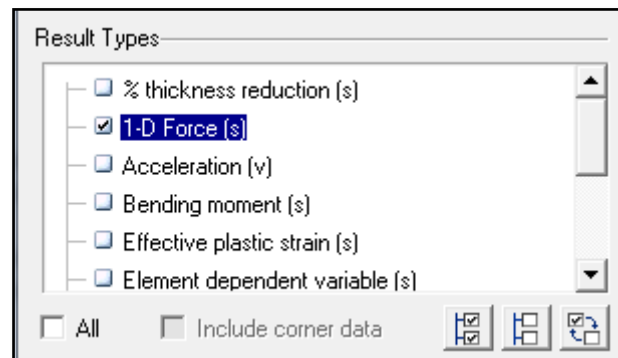 Result Types
% thickness reduction (s)
1-D Force (s)
Acceleration (v)
Bending moment (s)
Effective plastic strain (s)
Element dependent variable (s)
All
Include corner data